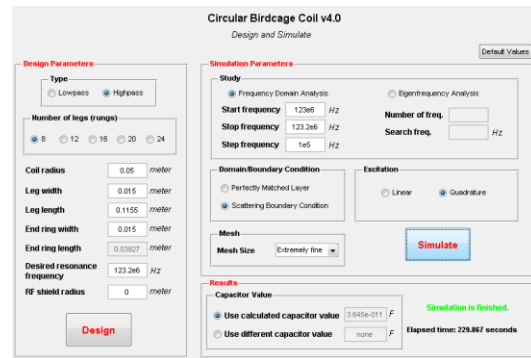 Circular Birdcage Coil v4.0
Design and Simulate
Default Values
Design Parameters
Type
Lowpass Highpass
Number of legs (rungs)
8 12 16 20 24
Coil radius 0.05 meter
Leg width 0.015 meter
Leg length 0.1155 meter
End ring width 0.015 meter
End ring length 0.03927 meter
Desired resonance frequency 123.2e6 Hz
RF shield radius 0 meter
Design
Simulation Parameters
Study
Frequency Domain Analysis Eigenfrequency Analysis
Start frequency 123e6 Hz
Stop frequency 123.2e6 Hz
Step frequency 1e5 Hz
Number of freq.
Search freq. Hz
Domain/Boundary Condition
Perfectly Matched Layer
Scattering Boundary Condition
Excitation
Linear Quadrature
Mesh
Mesh Size Extremely fine
Simulate
Results
Capacitor Value
Use calculated capacitor value 3.645e-011 F
Use different capacitor value none F
Simulation is finished.
Elapsed time: 229.867 seconds